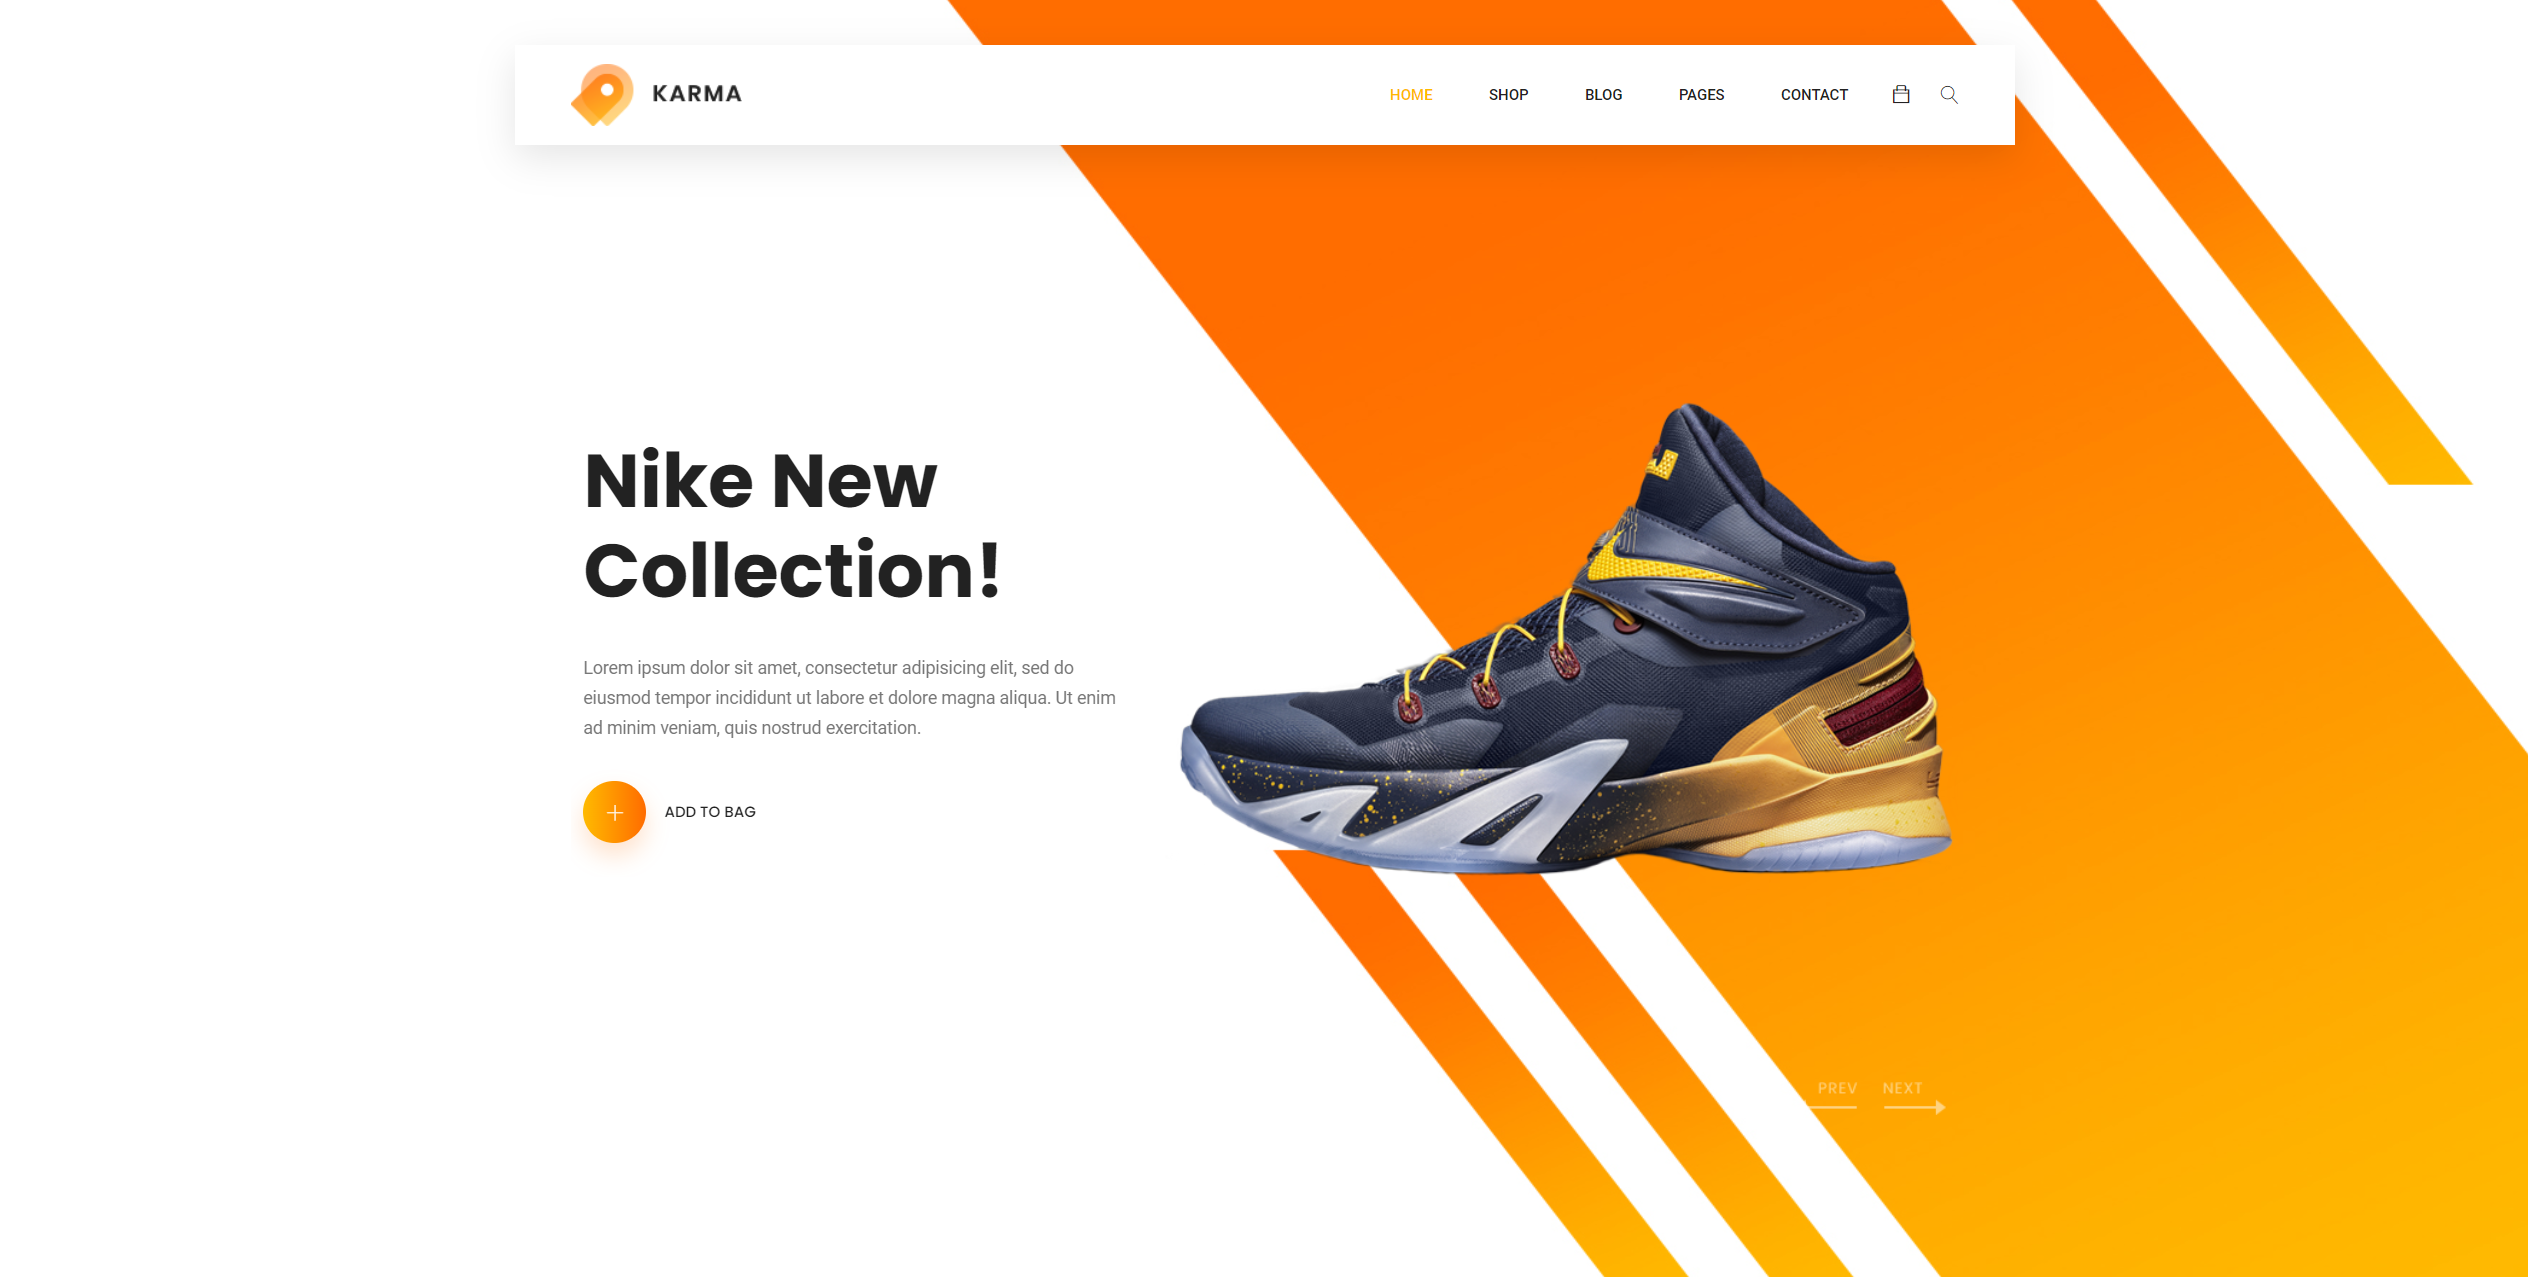 KARMA
HOME SHOP BLOG PAGES CONTACT
Nike New
Collection!
Lorem ipsum dolor sit amet, consectetur adipisicing elit, sed do
eiusmod tempor incididunt ut labore et dolore magna aliqua. Ut enim
ad minim veniam, quis nostrud exercitation.
ADD TO BAG
PREV NEXT